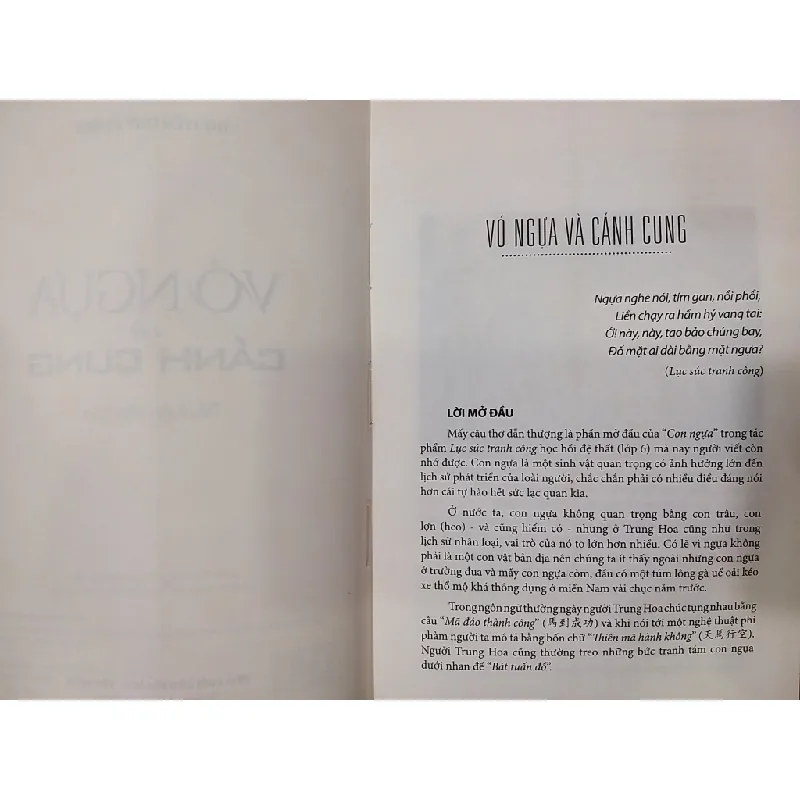 VÓ NGỰA VÀ CÁNH CUNG
Ngựa nghe nói, tím gan, nổi phổi,
Liền chạy ra hầm hý vang tai:
Ới này, này, tao bảo chúng bay,
Đố mặt ai dài bằng mặt ngựa?
(Lục súc tranh công)
LỜI MỞ ĐẦU
Mấy câu thơ dẫn thượng là phần mở đầu của “Con ngựa” trong tác
phẩm Lục súc tranh công học hồi đệ thất (lớp 6) mà nay người viết còn
nhớ được. Con ngựa là một sinh vật quan trọng có ảnh hưởng lớn đến
lịch sử phát triển của loài người, chắc chắn phải có nhiều điều đáng nói
hơn cái tự hào hết sức lạc quan kia.
Ở nước ta, con ngựa không quan trọng bằng con trâu, con
lợn (heo) - và cũng hiếm có - nhưng ở Trung Hoa cũng như trong
lịch sử nhân loại, vai trò của nó to lớn hơn nhiều. Có lẽ vì ngựa không
phải là một con vật bản địa nên chúng ta ít thấy ngoài những con ngựa
ở trường đua và mấy con ngựa còm, đầu có một túm lông gà uể oải kéo
xe thổ mộ khá thông dụng ở miền Nam vài chục năm trước.
Trong ngôn ngữ thường ngày người Trung Hoa chúc tụng nhau bằng
câu “Mã đáo thành công” (馬到成功) và khi nói tới một nghệ thuật phi
phàm người ta mô tả bằng bốn chữ “Thiên mã hành không” (天馬行空).
Người Trung Hoa cũng thường treo những bức tranh tám con ngựa
dưới nhan đề “Bát tuấn đồ”.
VÓ NGỰA
CÁNH CUNG